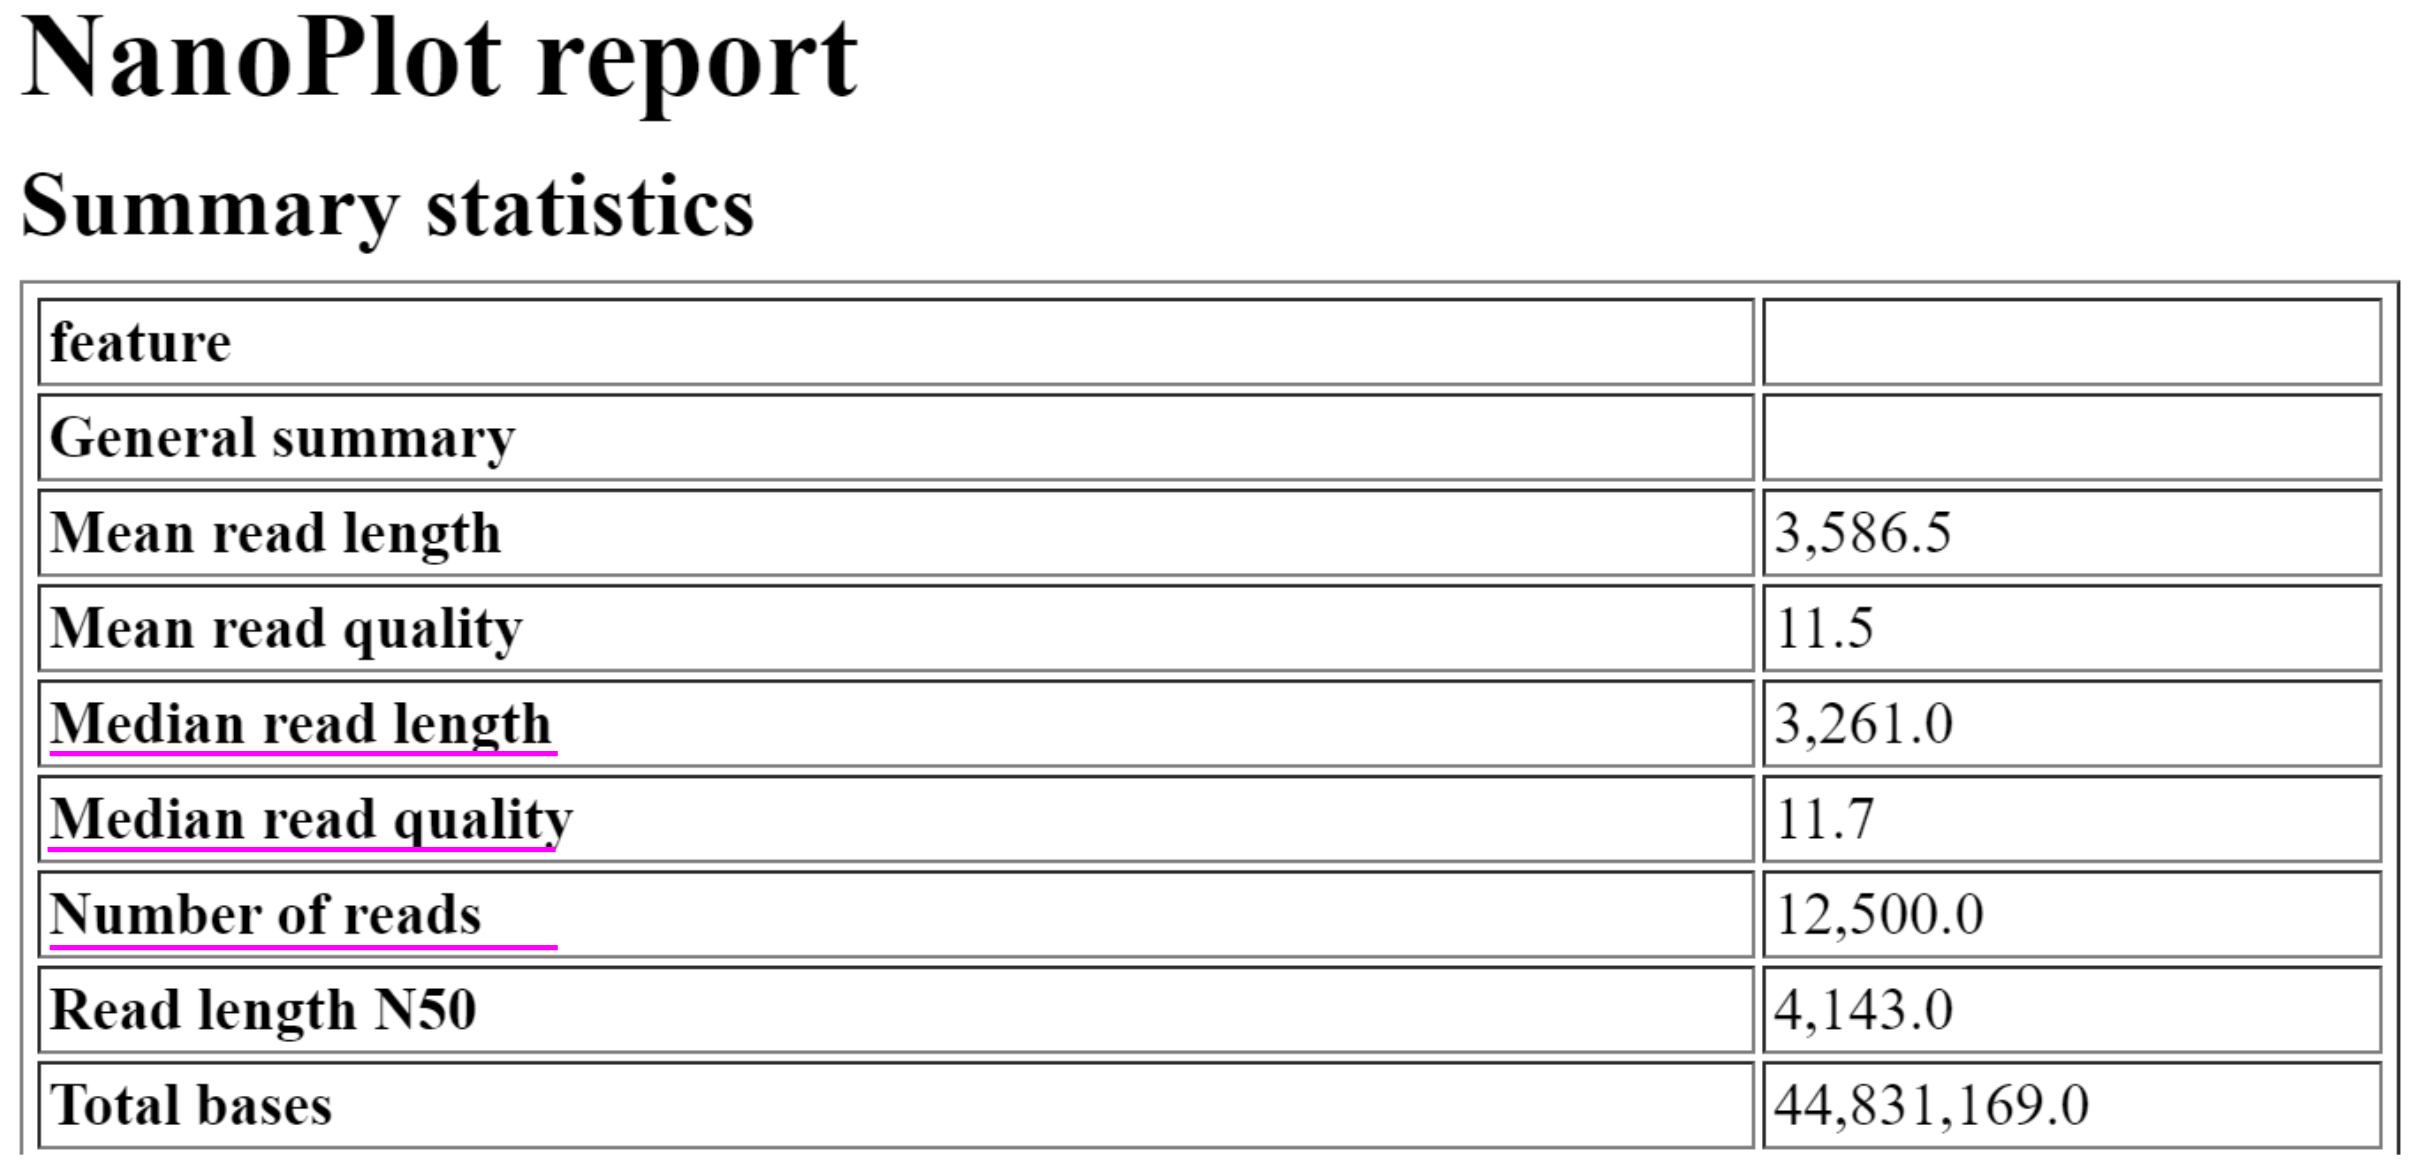 NanoPlot report
Summary statistics
feature
General summary
Mean read length 3,586.5
Mean read quality 11.5
Median read length 3,261.0
Median read quality 11.7
Number of reads 12,500.0
Read length N50 4,143.0
Total bases 44,831,169.0